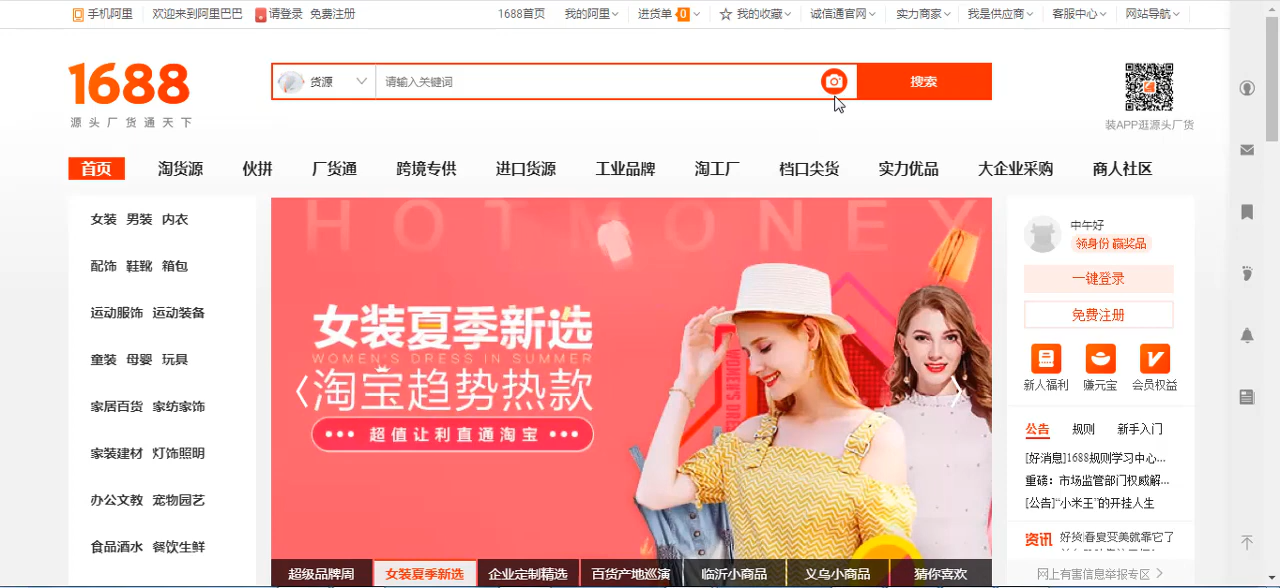 手机阿里 欢迎来到阿里巴巴 请登录 免费注册 1688首页 我的阿里 进货单 0 我的收藏 诚信通官网 实力商家 我是供应商 客服中心 网站导航
1688
源头厂货通天下
货源 请输入关键词 搜索
装APP逛源头厂货
首页 淘货源 伙拼 厂货通 跨境专供 进口货源 工业品牌 淘工厂 档口尖货 实力优品 大企业采购 商人社区
女装 男装 内衣
配饰 鞋靴 箱包
运动服饰 运动装备
童装 母婴 玩具
家居百货 家纺家饰
家装建材 灯饰照明
办公文教 宠物园艺
食品酒水 餐饮生鲜
HOT MONEY
女装夏季新选
WOMEN'S DRESS IN SUMMER
淘宝趋势热款
超值让利直通淘宝
超级品牌周 女装夏季新选 企业定制精选 百货产地巡演 临沂小商品 义乌小商品 猜你喜欢
中午好
领身份 赢奖品
一键登录
免费注册
新人福利 赚元宝 会员权益
公告 规则 新手入门
[好消息]1688规则学习中心...
重磅：市场监管部门权威解...
[公告]“小米王”的开挂人生
资讯 好货|春夏变美就靠它了
网上有害信息举报专区